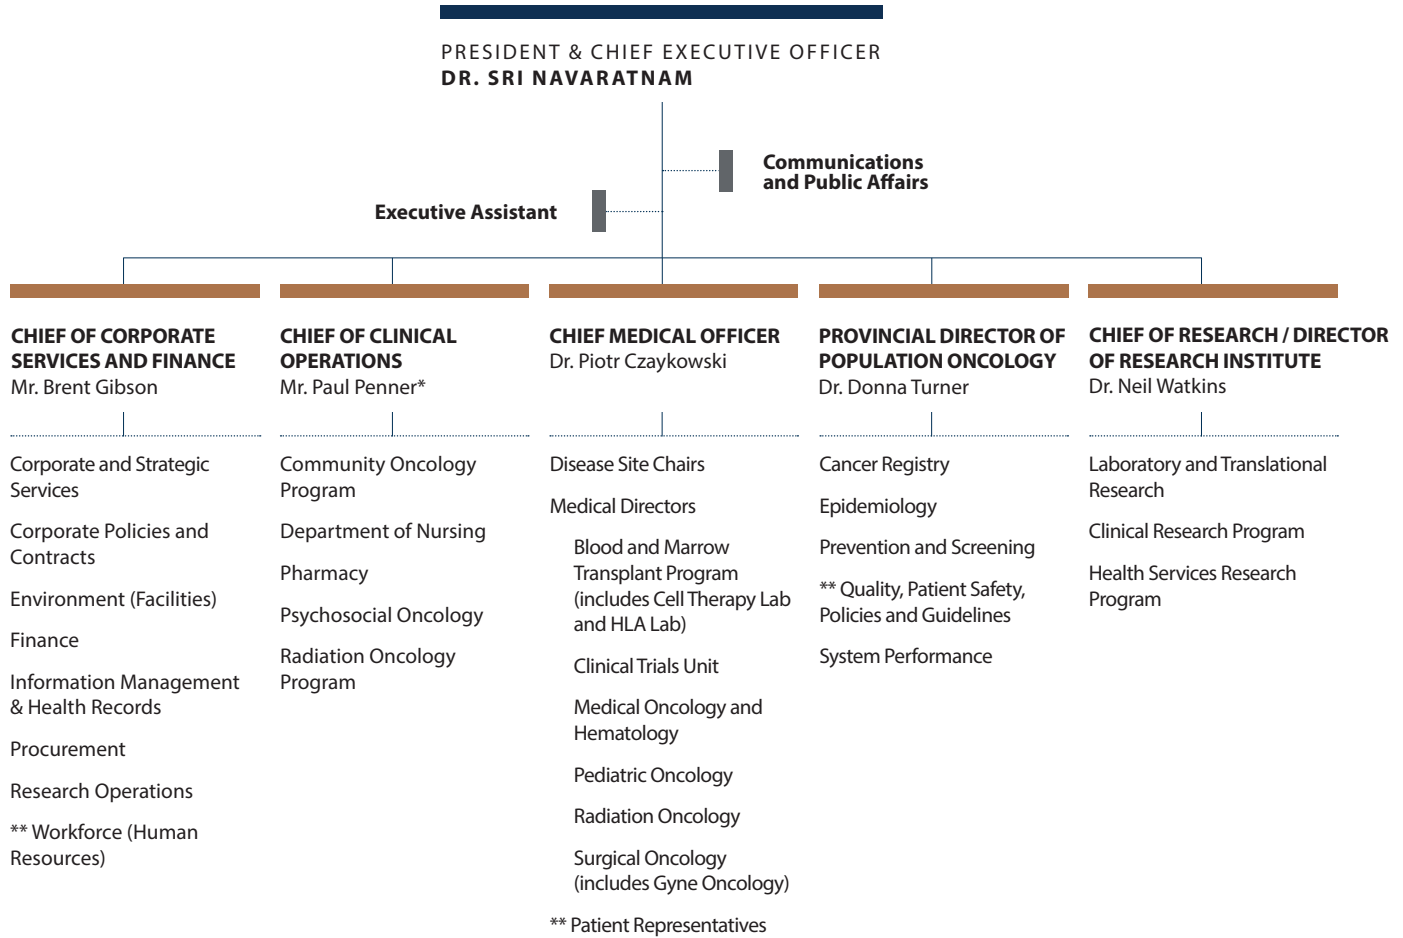 PRESIDENT & CHIEF EXECUTIVE OFFICER
DR. SRI NAVARATNAM
Communications
and Public Affairs
Executive Assistant
CHIEF OF CORPORATE
SERVICES AND FINANCE
Mr. Brent Gibson
Corporate and Strategic
Services
Corporate Policies and
Contracts
Environment (Facilities)
Finance
Information Management
& Health Records
Procurement
Research Operations
** Workforce (Human
Resources)
CHIEF OF CLINICAL
OPERATIONS
Mr. Paul Penner*
Community Oncology
Program
Department of Nursing
Pharmacy
Psychosocial Oncology
Radiation Oncology
Program
CHIEF MEDICAL OFFICER
Dr. Piotr Czaykowski
Disease Site Chairs
Medical Directors
Blood and Marrow
Transplant Program
(includes Cell Therapy Lab
and HLA Lab)
Clinical Trials Unit
Medical Oncology and
Hematology
Pediatric Oncology
Radiation Oncology
Surgical Oncology
(includes Gyne Oncology)
** Patient Representatives
PROVINCIAL DIRECTOR OF
POPULATION ONCOLOGY
Dr. Donna Turner
Cancer Registry
Epidemiology
Prevention and Screening
** Quality, Patient Safety,
Policies and Guidelines
System Performance
CHIEF OF RESEARCH / DIRECTOR
OF RESEARCH INSTITUTE
Dr. Neil Watkins
Laboratory and Translational
Research
Clinical Research Program
Health Services Research
Program